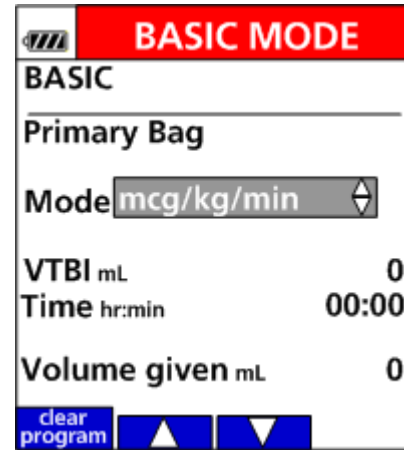 BASIC MODE
BASIC
Primary Bag
Mode mcg/kg/min
VTBI mL 0
Time hr:min 00:00
Volume given mL 0
clear
program